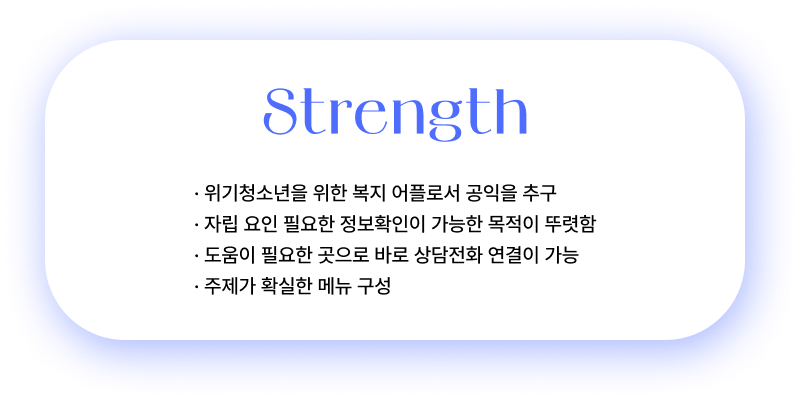 Strength
· 위기청소년을 위한 복지 어플로서 공익을 추구
· 자립 요인 필요한 정보확인이 가능한 목적이 뚜렷함
· 도움이 필요한 곳으로 바로 상담전화 연결이 가능
· 주제가 확실한 메뉴 구성